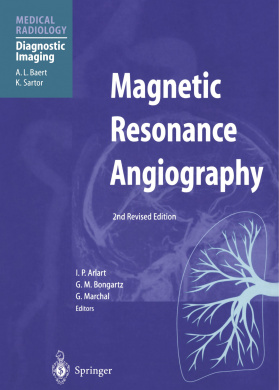 MEDICAL
RADIOLOGY
Diagnostic
Imaging
A. L. Baert
K. Sartor
Magnetic
Resonance
Angiography
2nd Revised Edition
I. P. Arlart
G. M. Bongartz
G. Marchal
Editors
Springer